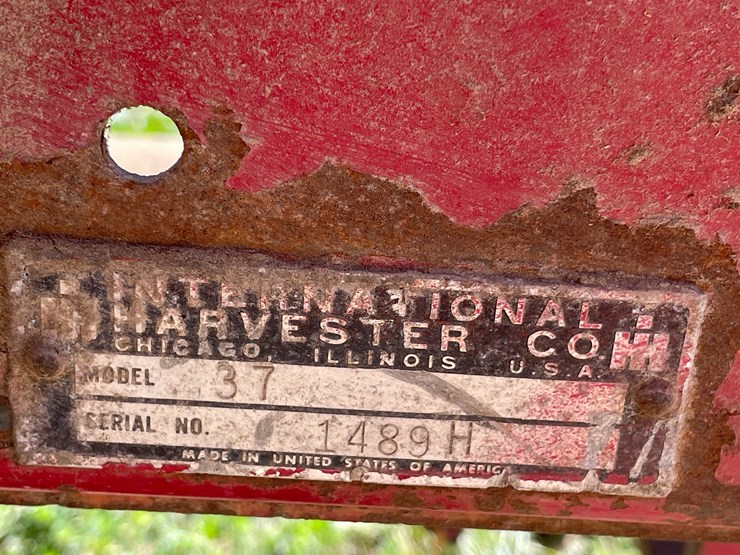 INTERNATIONAL
HARVESTER CO
CHICAGO, ILLINOIS U.S.A.
MODEL 37
SERIAL NO. 1489 H
MADE IN UNITED STATES OF AMERICA